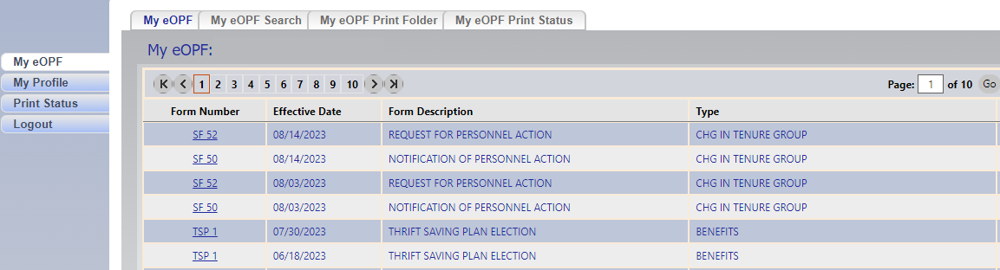 My eOPF My eOPF Search My eOPF Print Folder My eOPF Print Status
My eOPF:
My eOPF
My Profile
Print Status
Logout
1 2 3 4 5 6 7 8 9 10 Page: 1 of 10 Go
Form Number Effective Date Form Description Type
SF 52 08/14/2023 REQUEST FOR PERSONNEL ACTION CHG IN TENURE GROUP
SF 50 08/14/2023 NOTIFICATION OF PERSONNEL ACTION CHG IN TENURE GROUP
SF 52 08/03/2023 REQUEST FOR PERSONNEL ACTION CHG IN TENURE GROUP
SF 50 08/03/2023 NOTIFICATION OF PERSONNEL ACTION CHG IN TENURE GROUP
TSP 1 07/30/2023 THRIFT SAVING PLAN ELECTION BENEFITS
TSP 1 06/18/2023 THRIFT SAVING PLAN ELECTION BENEFITS